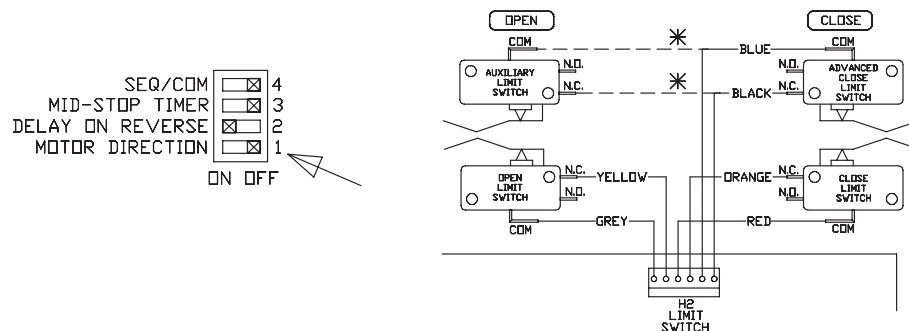 SEQ/COM 4
MID-STOP TIMER 3
DELAY ON REVERSE 2
MOTOR DIRECTION 1
ON OFF
OPEN
CLOSE
COM
COM
BLUE
AUXILIARY
LIMIT
SWITCH
N.O.
N.C.
BLACK
N.O.
N.C.
ADVANCED
CLOSE
LIMIT
SWITCH
OPEN
LIMIT
SWITCH
N.C.
YELLOW
N.O.
GREY
COM
ORANGE
N.C.
N.O.
RED
CLOSE
LIMIT
SWITCH
COM
H2
LIMIT
SWITCH